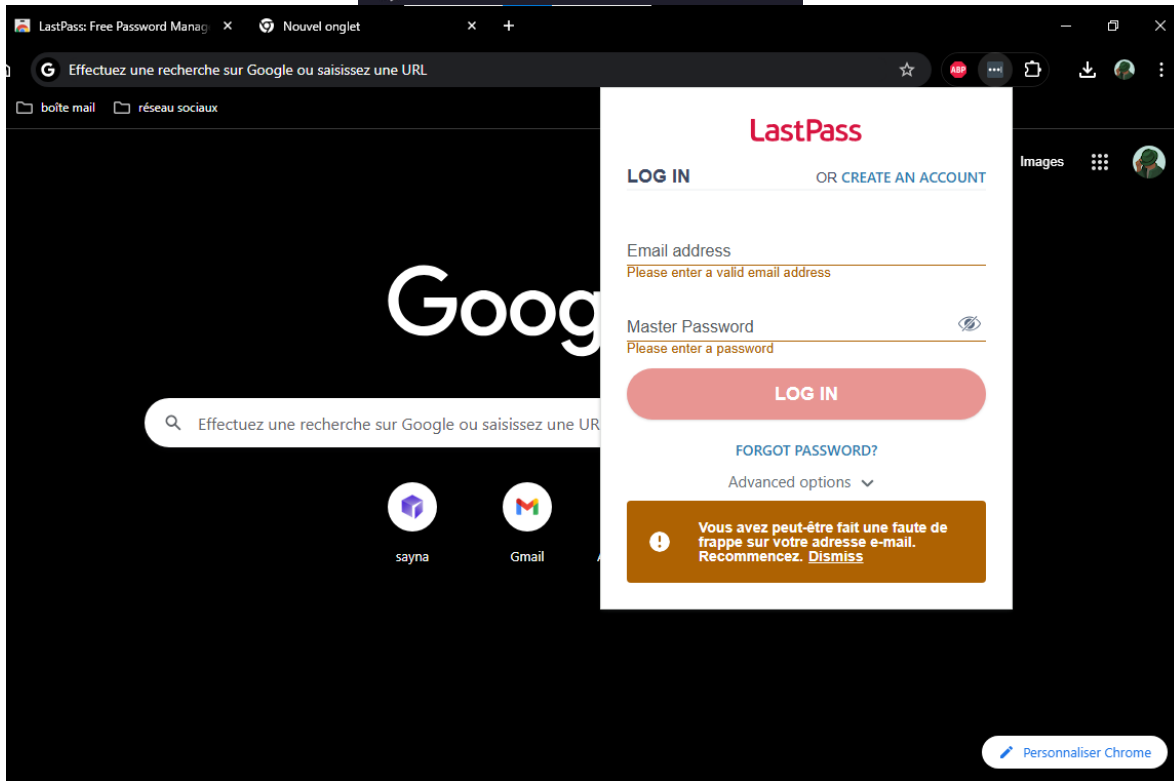 LastPass: Free Password Manag
Nouvel onglet
G Effectuez une recherche sur Google ou saisissez une URL
ABP
boîte mail
réseau sociaux
Images
LastPass
LOG IN
OR CREATE AN ACCOUNT
Email address
Please enter a valid email address
Master Password
Please enter a password
LOG IN
FORGOT PASSWORD?
Advanced options
Vous avez peut-être fait une faute de
frappe sur votre adresse e-mail.
Recommencez. Dismiss
Goog
Effectuez une recherche sur Google ou saisissez une UR
sayna
Gmail
Personnaliser Chrome